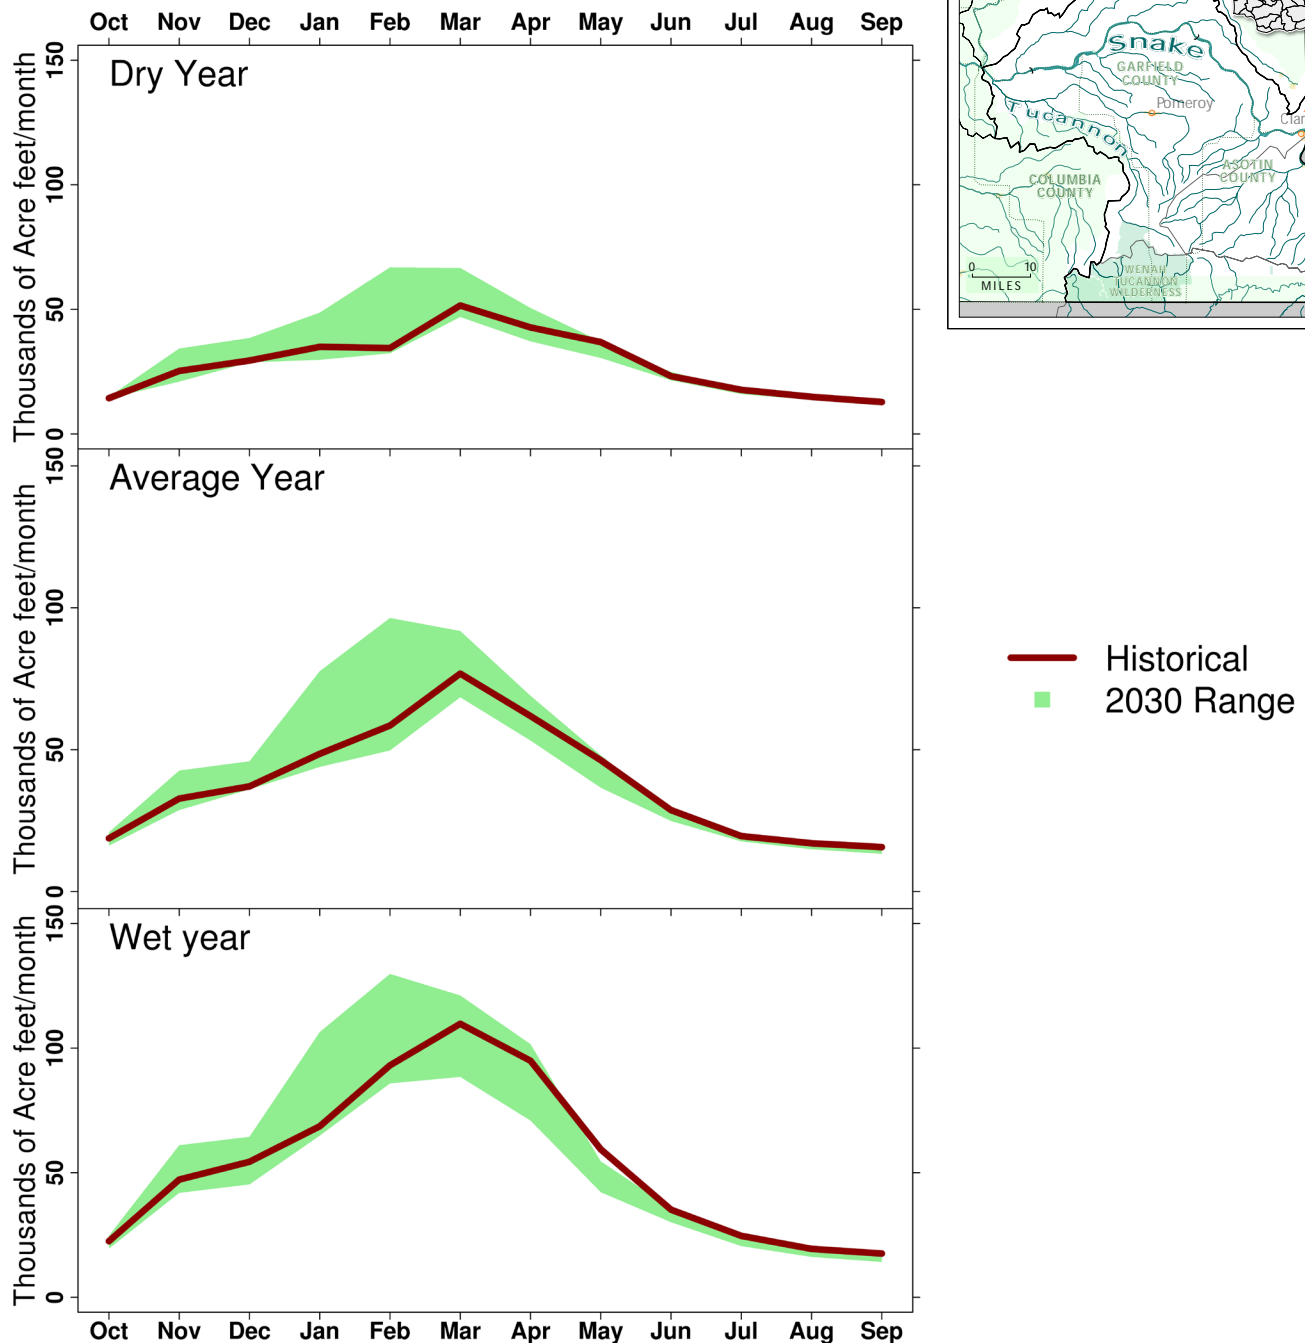 Oct Nov Dec Jan Feb Mar Apr May Jun Jul Aug Sep
Thousands of Acre feet/month
150
100
50
0
Dry Year
Thousands of Acre feet/month
150
100
50
0
Average Year
Thousands of Acre feet/month
150
100
50
0
Wet year
Oct Nov Dec Jan Feb Mar Apr May Jun Jul Aug Sep
Snake
GARFIELD
COUNTY
Pomeroy
Tucannon
Clar
ASOTIN
COUNTY
COLUMBIA
COUNTY
WENAH
TUCANNON
WILDERNESS
0 10
MILES
Historical
2030 Range